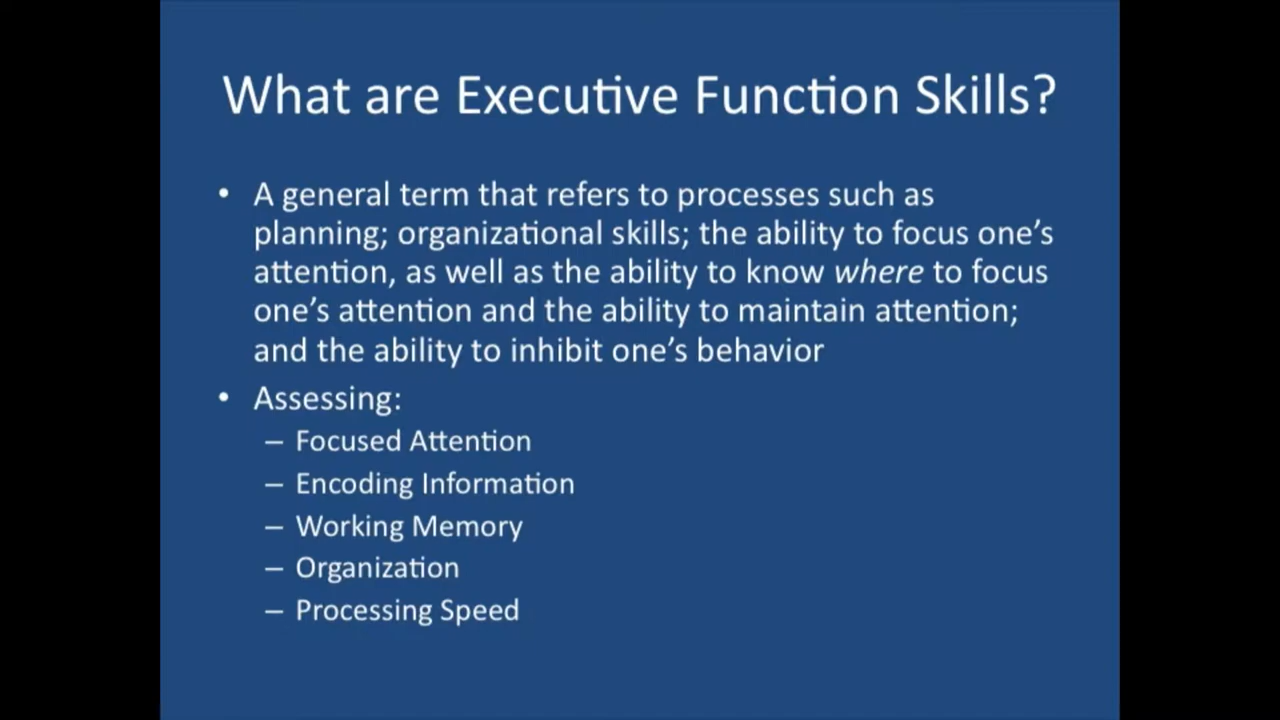 What are Executive Function Skills?
• A general term that refers to processes such as
planning; organizational skills; the ability to focus one’s
attention, as well as the ability to know where to focus
one’s attention and the ability to maintain attention;
and the ability to inhibit one’s behavior
• Assessing:
– Focused Attention
– Encoding Information
– Working Memory
– Organization
– Processing Speed